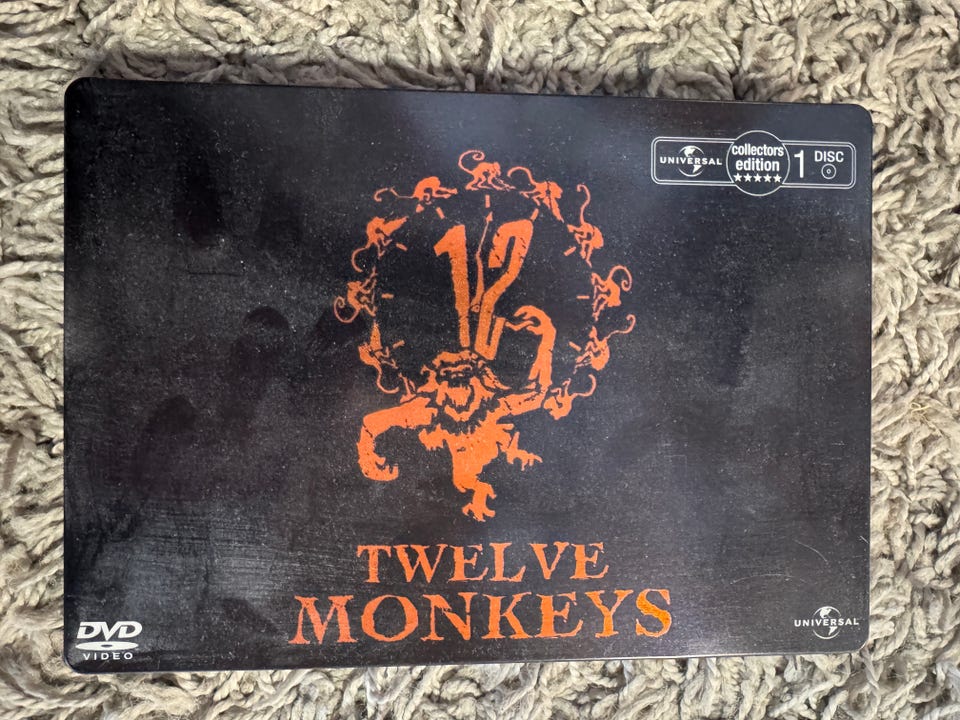 UNIVERSAL
collectors
edition
★★★★★
1 DISC
12
TWELVE
MONKEYS
DVD
VIDEO
UNIVERSAL